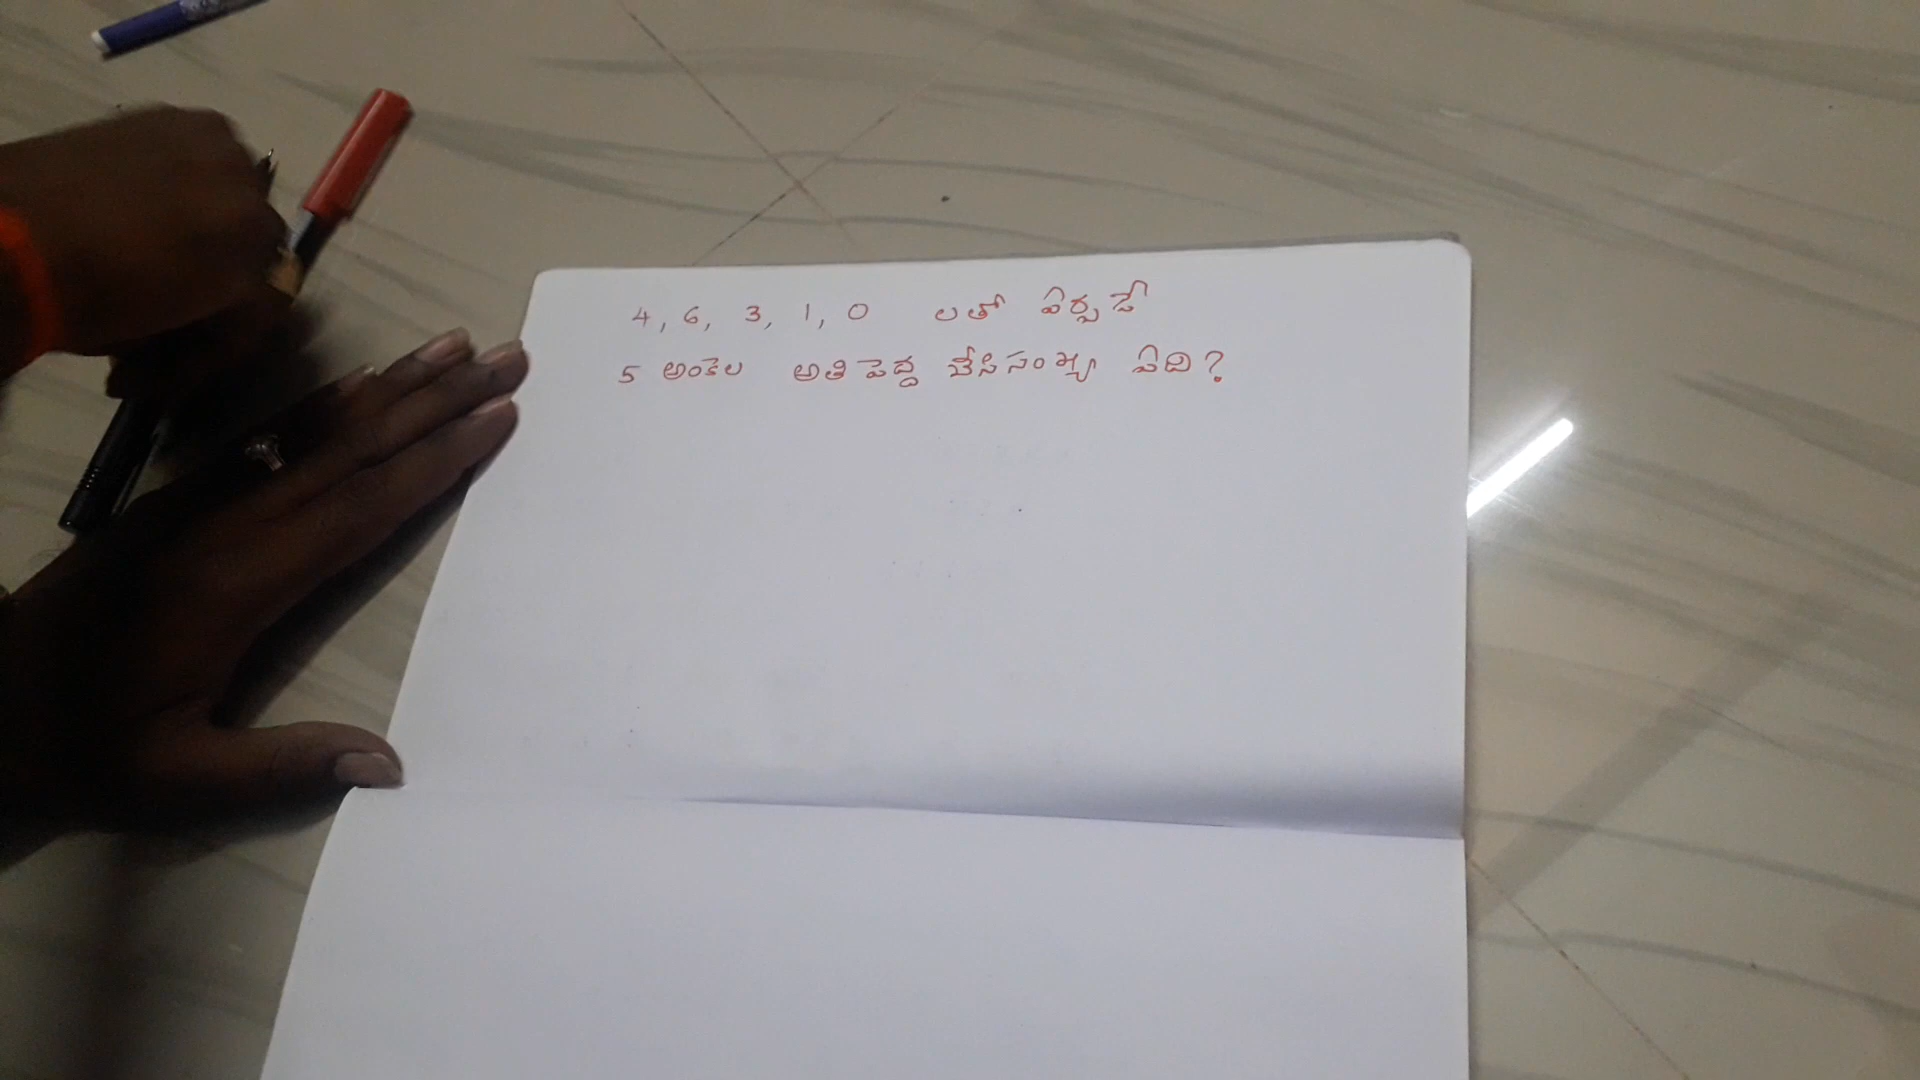 4, 6, 3, 1, 0 లతో ఏర్పడే
5 అంకెల అతి పెద్ద బేసి సంఖ్య ఏది?